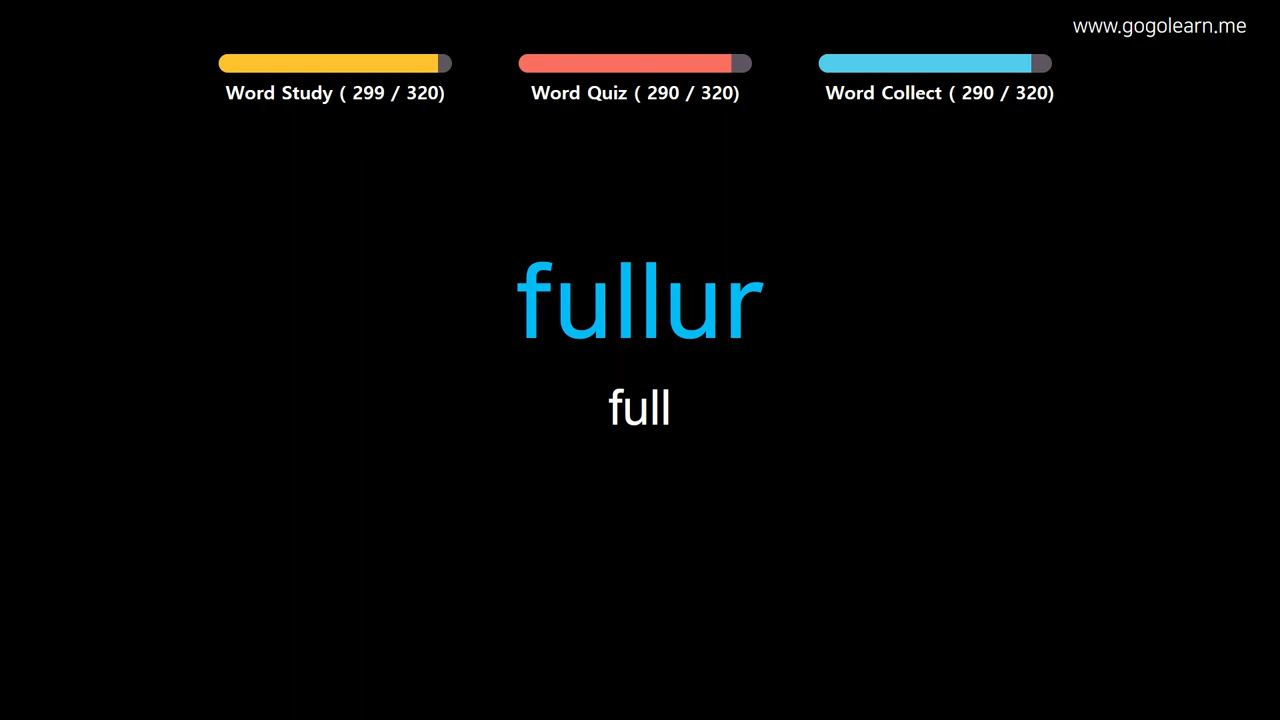 www.gogolearn.me
Word Study ( 299 / 320)
Word Quiz ( 290 / 320)
Word Collect ( 290 / 320)
fullur
full